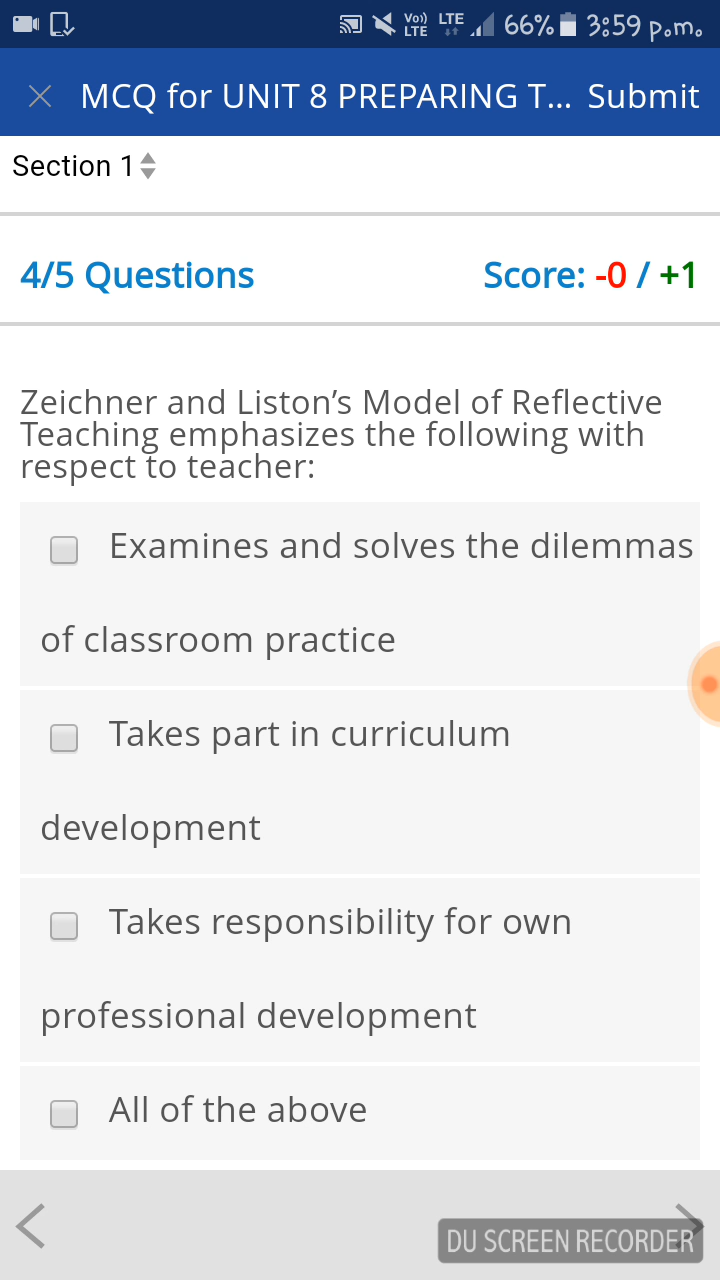 Vo)) LTE 66% 3:59 p.m.
LTE
MCQ for UNIT 8 PREPARING T... Submit
Section 1
4/5 Questions Score: -0 / +1
Zeichner and Liston’s Model of Reflective
Teaching emphasizes the following with
respect to teacher:
Examines and solves the dilemmas
of classroom practice
Takes part in curriculum
development
Takes responsibility for own
professional development
All of the above
DU SCREEN RECORDER